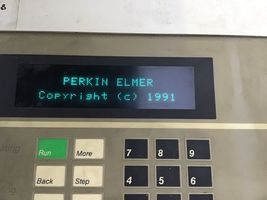 &
PERKIN ELMER
Copyright (c) 1991
Run More 7 8 9
Back Step 4 5 6